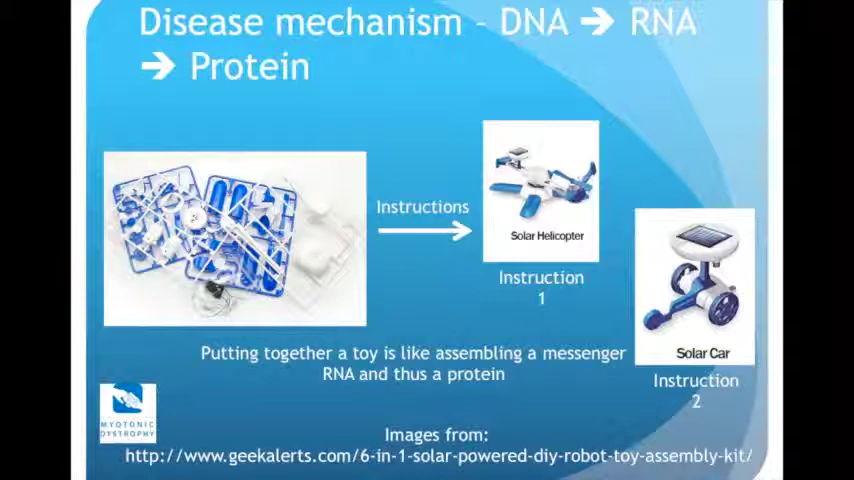 Disease mechanism – DNA ➔ RNA
➔ Protein
Instructions
Solar Helicopter
Instruction
1
Solar Car
Instruction
2
Putting together a toy is like assembling a messenger
RNA and thus a protein
MYOTONIC
DYSTROPHY
Images from:
http://www.geekalerts.com/6-in-1-solar-powered-diy-robot-toy-assembly-kit/